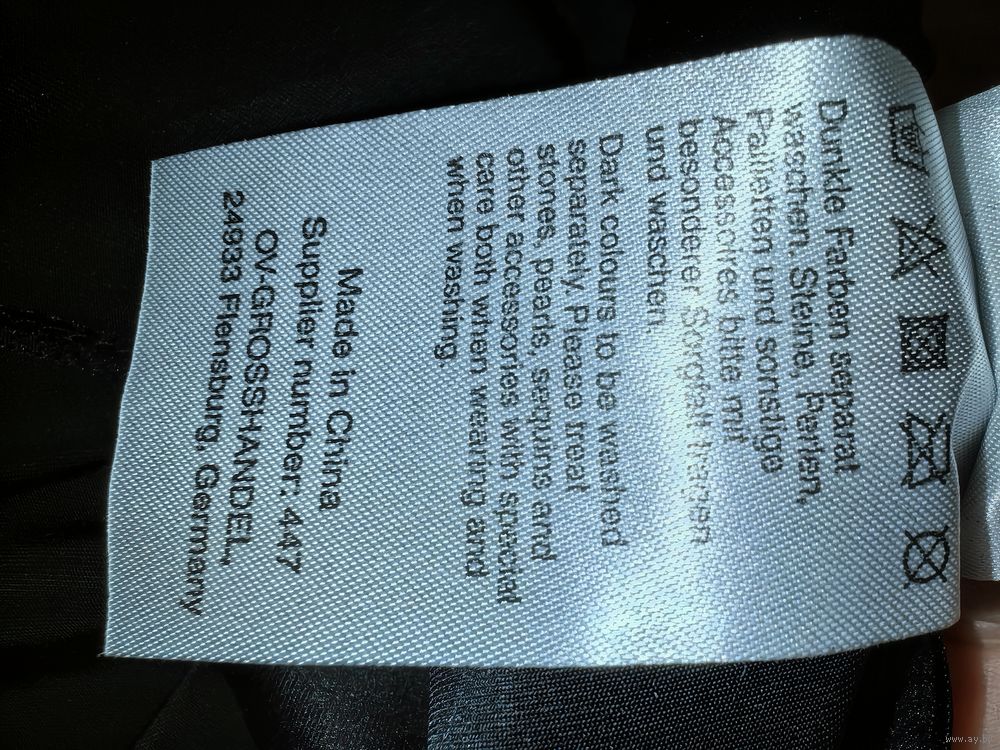 Dunkle Farben separat
waschen. Steine, Perlen,
Pailletten und sonstige
Accessoires bitte mit
besonderer Sorgfalt tragen
und waschen.
Dark colours to be washed
separately. Please treat
stones, pearls, sequins and
other accessories with special
care both when wearing and
when washing.
Made in China
Supplier number: 447
OV-GROSSHANDEL,
24933 Flensburg, Germany